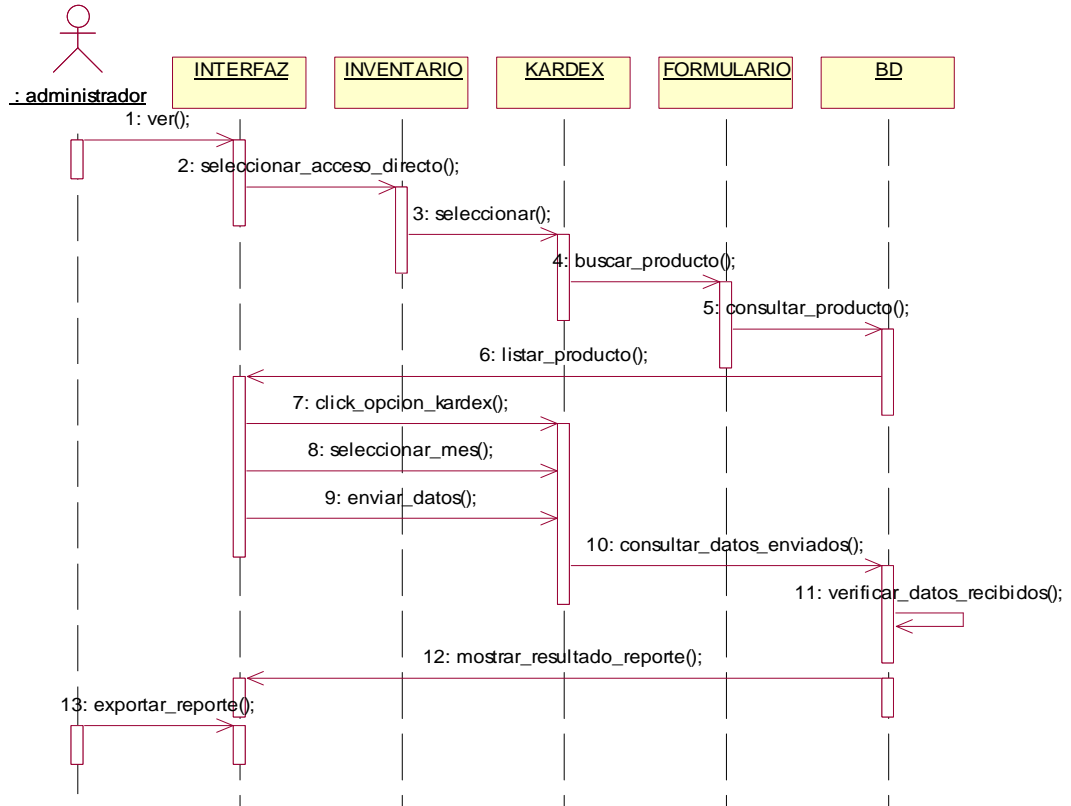 INTERFAZ
INVENTARIO
KARDEX
FORMULARIO
BD
: administrador
1: ver();
2: seleccionar_acceso_directo();
3: seleccionar();
4: buscar_producto();
5: consultar_producto();
6: listar_producto();
7: click_opcion_kardex();
8: seleccionar_mes();
9: enviar_datos();
10: consultar_datos_enviados();
11: verificar_datos_recibidos();
12: mostrar_resultado_reporte();
13: exportar_reporte();